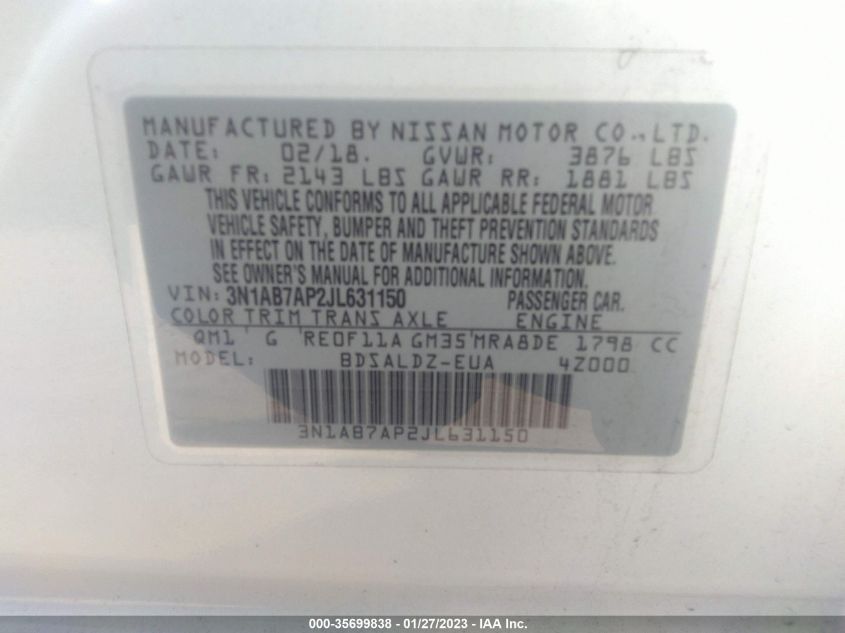 MANUFACTURED BY NISSAN MOTOR CO., LTD.
DATE: 02/18. GVWR: 3876 LBS
GAWR FR: 2143 LBS GAWR RR: 1881 LBS
THIS VEHICLE CONFORMS TO ALL APPLICABLE FEDERAL MOTOR
VEHICLE SAFETY, BUMPER AND THEFT PREVENTION STANDARDS
IN EFFECT ON THE DATE OF MANUFACTURE SHOWN ABOVE.
SEE OWNER'S MANUAL FOR ADDITIONAL INFORMATION.
VIN: 3N1AB7AP2JL631150 PASSENGER CAR.
COLOR TRIM TRANS AXLE ENGINE
QM1 G RE0F11A GM35 MRA8DE 1798 CC
MODEL: BDSALDZ-EUA 4Z000
3N1AB7AP2JL631150
000-35699838 - 01/27/2023 - IAA Inc.